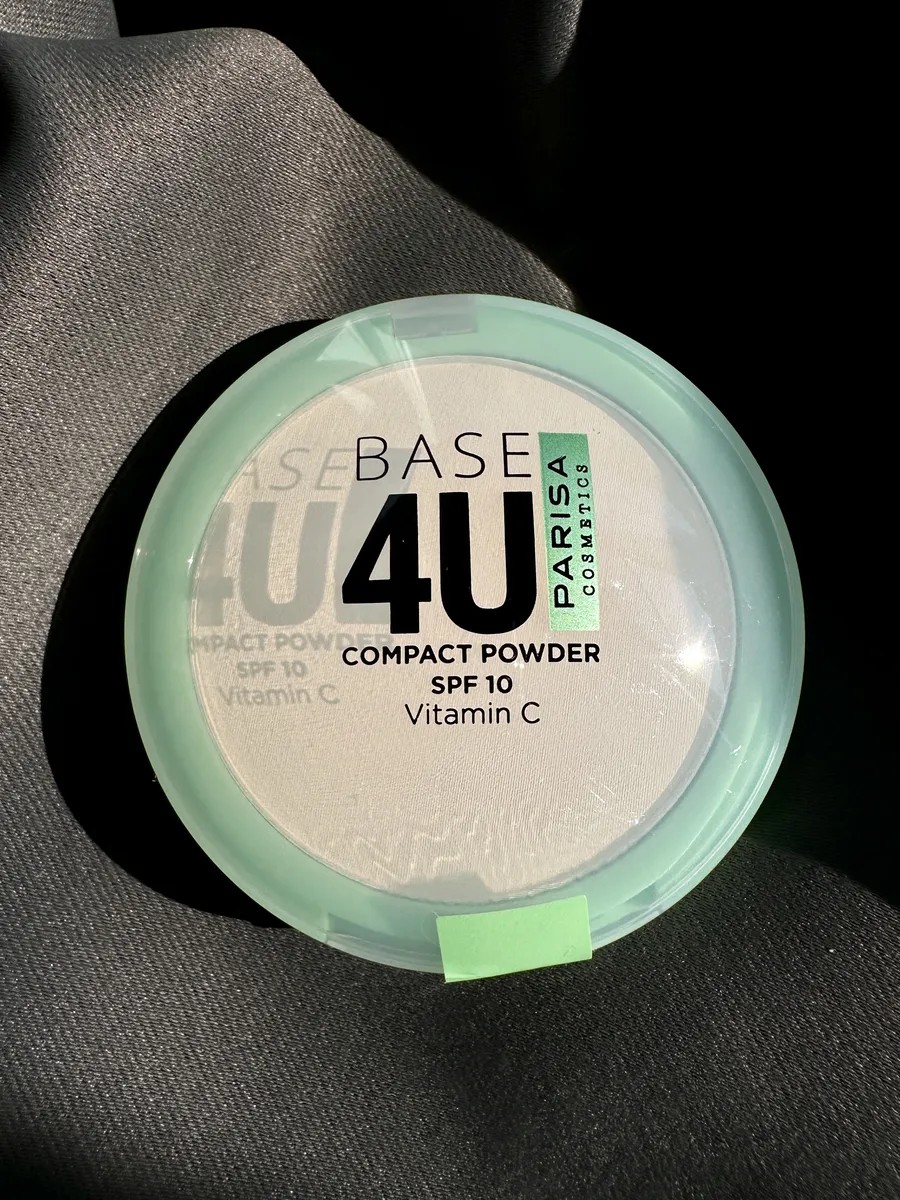 BASE
4U
PARISA
COSMETICS
COMPACT POWDER
SPF 10
Vitamin C